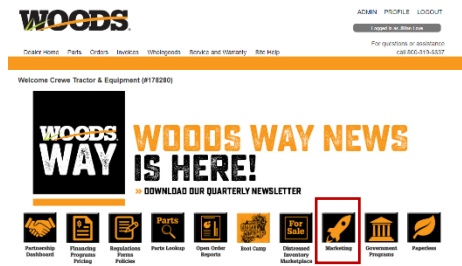 WOODS
ADMIN PROFILE LOGOUT
For questions or assistance
Dealer Home Parts Orders Invoices Wholegoods Service and Warranty Site Help
Welcome Crewe Tractor & Equipment (#178280)
WOODS WAY
WOODS WAY NEWS
IS HERE!
>> DOWNLOAD OUR QUARTERLY NEWSLETTER
Parts
For Sale
Partnership Dashboard
Financing Programs Pricing
Regulations Forms Policies
Parts Lookup
Open Order Reports
Boot Camp
Distressed Inventory Marketplace
Marketing
Government Programs
Paperless